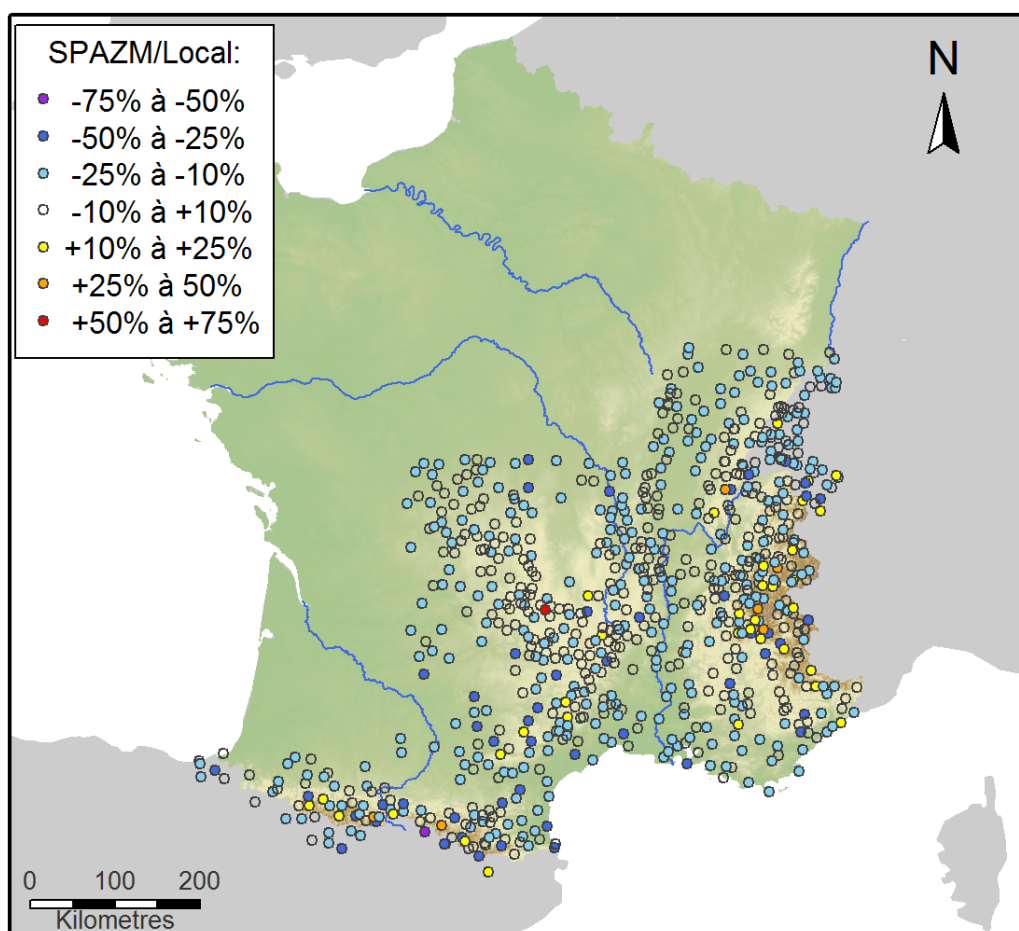 SPAZM/Local:
-75% à -50%
-50% à -25%
-25% à -10%
-10% à +10%
+10% à +25%
+25% à 50%
+50% à +75%
N
0 100 200
Kilometres